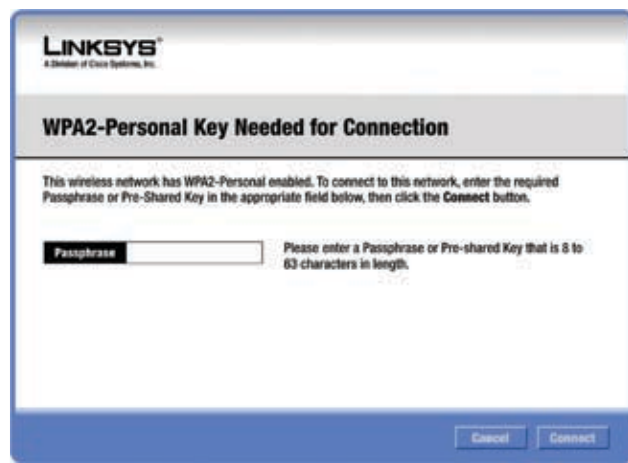 LINKSYS®
A Division of Cisco Systems, Inc.
WPA2-Personal Key Needed for Connection
This wireless network has WPA2-Personal enabled. To connect to this network, enter the required
Passphrase or Pre-Shared Key in the appropriate field below, then click the Connect button.
Passphrase
Please enter a Passphrase or Pre-shared Key that is 8 to
63 characters in length.
Cancel
Connect